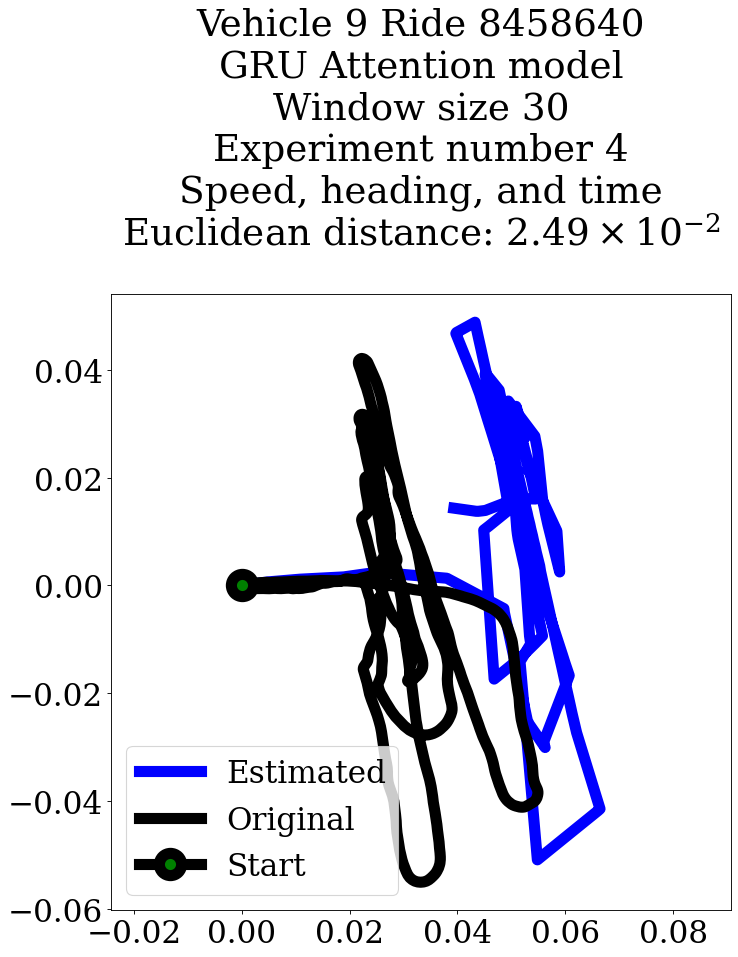 Vehicle 9 Ride 8458640
GRU Attention model
Window size 30
Experiment number 4
Speed, heading, and time
Euclidean distance: 2.49 × 10⁻²
0.04
0.02
0.00
−0.02
−0.04
−0.06
Estimated
Original
Start
−0.02 0.00 0.02 0.04 0.06 0.08